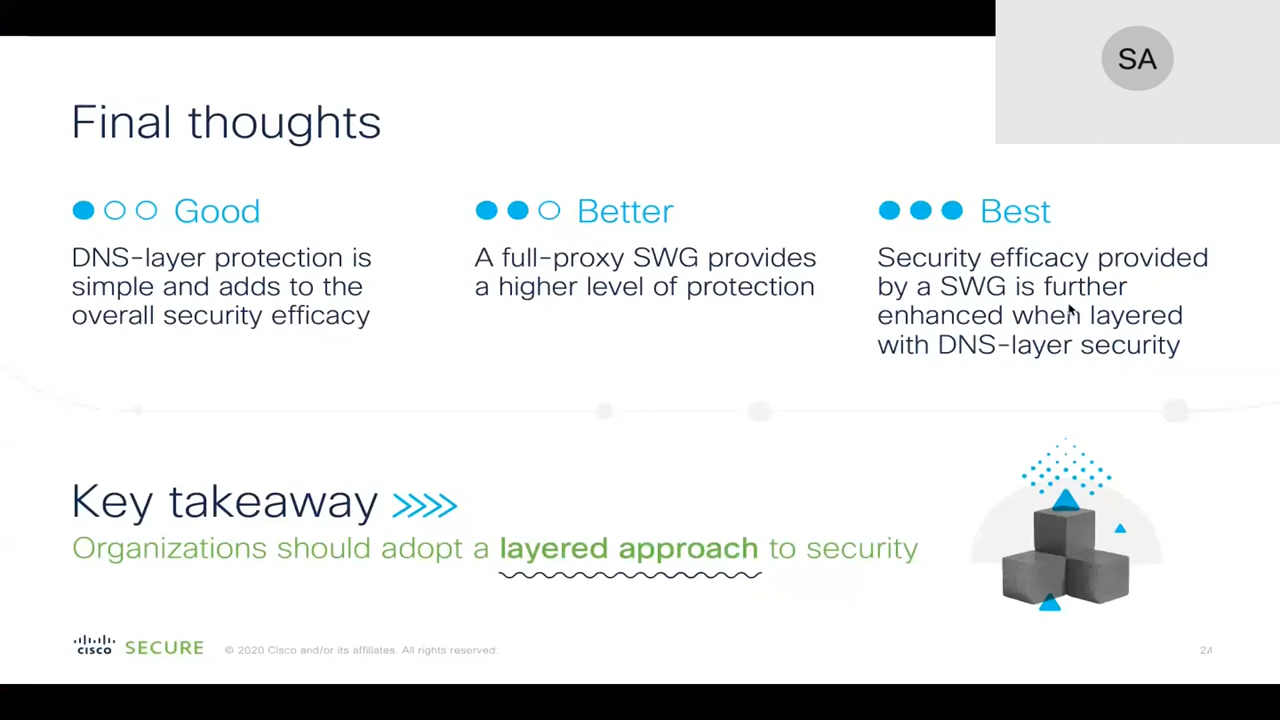 SA
Final thoughts
Good
DNS-layer protection is
simple and adds to the
overall security efficacy
Better
A full-proxy SWG provides
a higher level of protection
Best
Security efficacy provided
by a SWG is further
enhanced when layered
with DNS-layer security
Key takeaway
Organizations should adopt a layered approach to security
cisco SECURE © 2020 Cisco and/or its affiliates. All rights reserved.